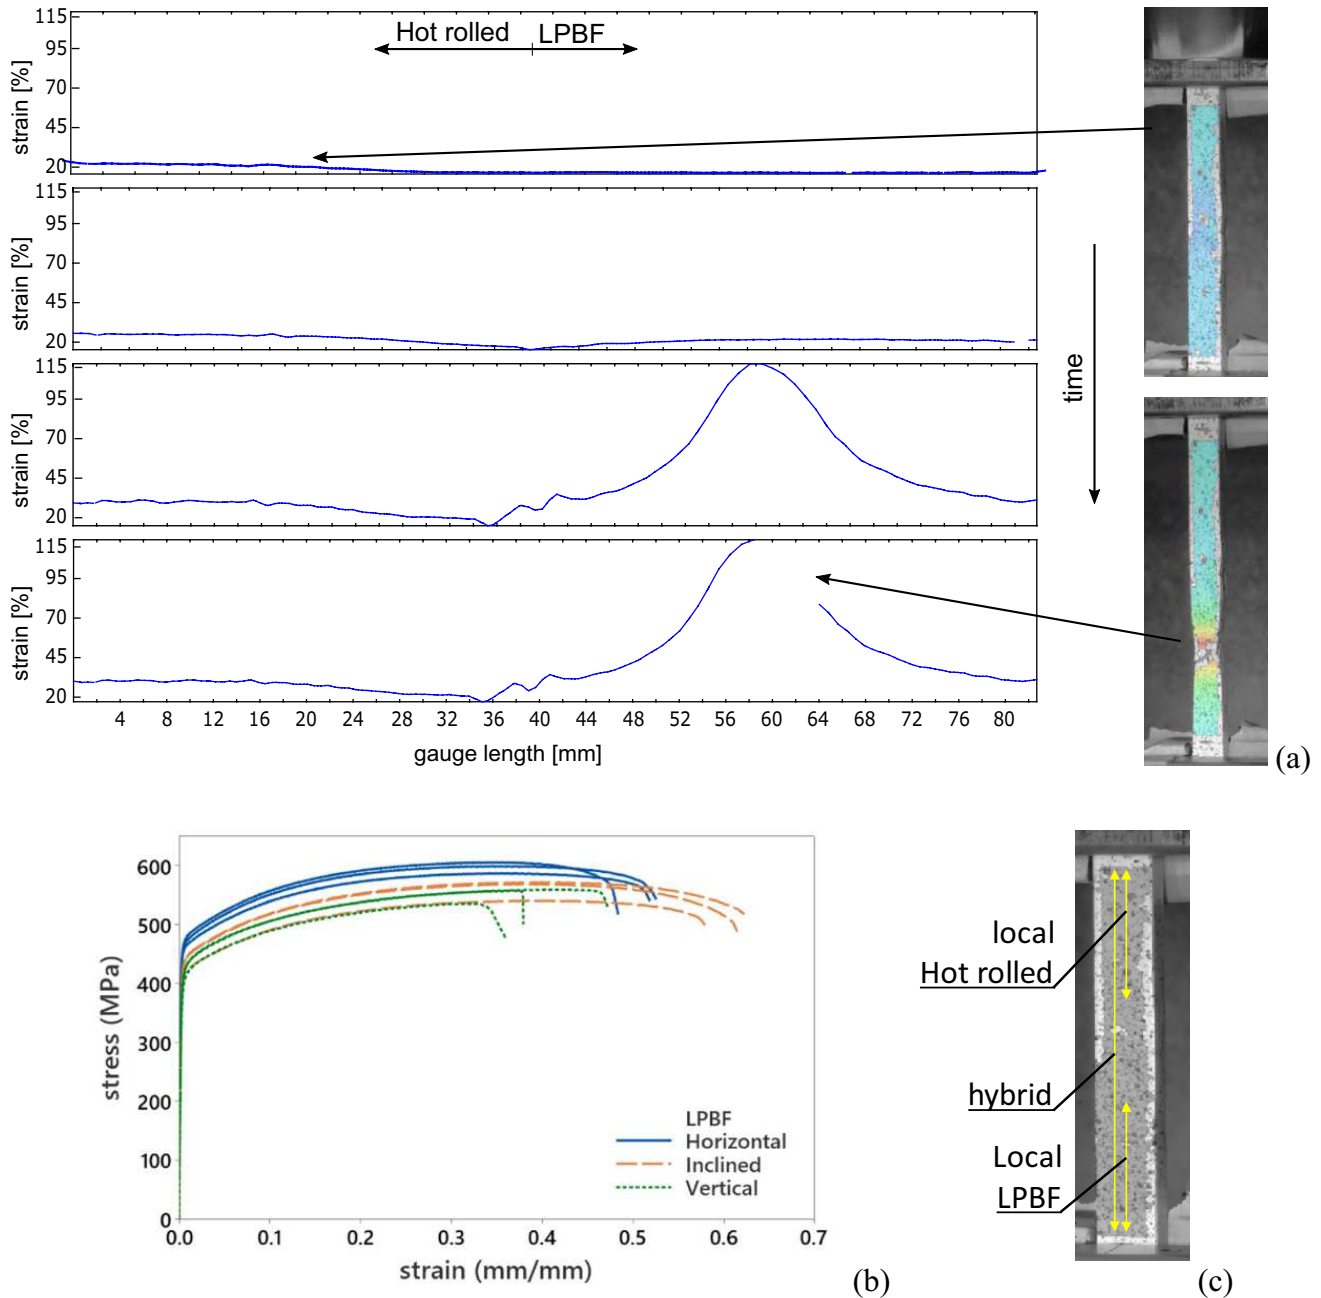 115
95
70
45
20
strain [%]
Hot rolled
LPBF
115
95
70
45
20
strain [%]
115
95
70
45
20
strain [%]
115
95
70
45
20
strain [%]
4 8 12 16 20 24 28 32 36 40 44 48 52 56 60 64 68 72 76 80
gauge length [mm]
time
(a)
600
500
400
300
200
100
0
stress (MPa)
0.0 0.1 0.2 0.3 0.4 0.5 0.6 0.7
strain (mm/mm)
LPBF
Horizontal
Inclined
Vertical
(b)
local
Hot rolled
hybrid
Local
LPBF
(c)